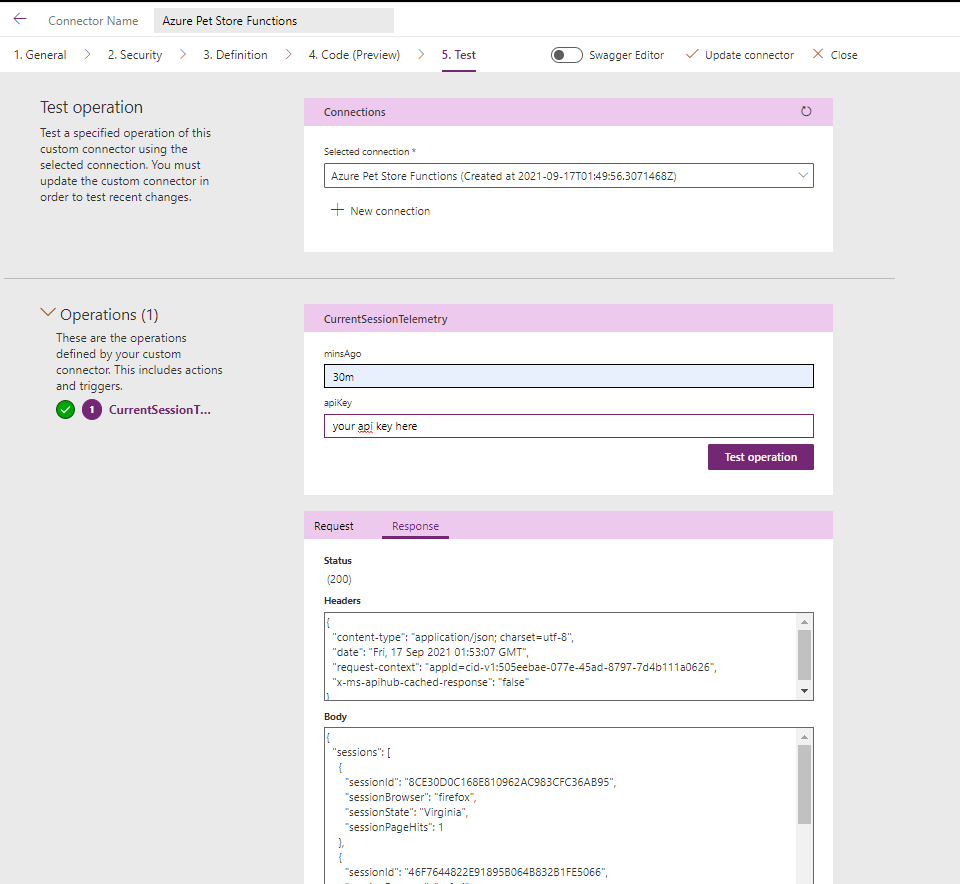 Connector Name Azure Pet Store Functions
1. General 2. Security 3. Definition 4. Code (Preview) 5. Test Swagger Editor Update connector Close
Test operation
Test a specified operation of this
custom connector using the
selected connection. You must
update the custom connector in
order to test recent changes.
Connections
Selected connection *
Azure Pet Store Functions (Created at 2021-09-17T01:49:56.3071468Z)
New connection
Operations (1)
These are the operations
defined by your custom
connector. This includes actions
and triggers.
1 CurrentSessionT...
CurrentSessionTelemetry
minsAgo
30m
apiKey
your api key here
Test operation
Request Response
Status
(200)
Headers
{
"content-type": "application/json; charset=utf-8",
"date": "Fri, 17 Sep 2021 01:53:07 GMT",
"request-context": "appId=cid-v1:505eebae-077e-45ad-8797-7d4b111a0626",
"x-ms-apihub-cached-response": "false"
}
Body
{
"sessions": [
{
"sessionId": "8CE30D0C168E810962AC983CFC36AB95",
"sessionBrowser": "firefox",
"sessionState": "Virginia",
"sessionPageHits": 1
},
{
"sessionId": "46F7644822E91895B064B832B1FE5066",